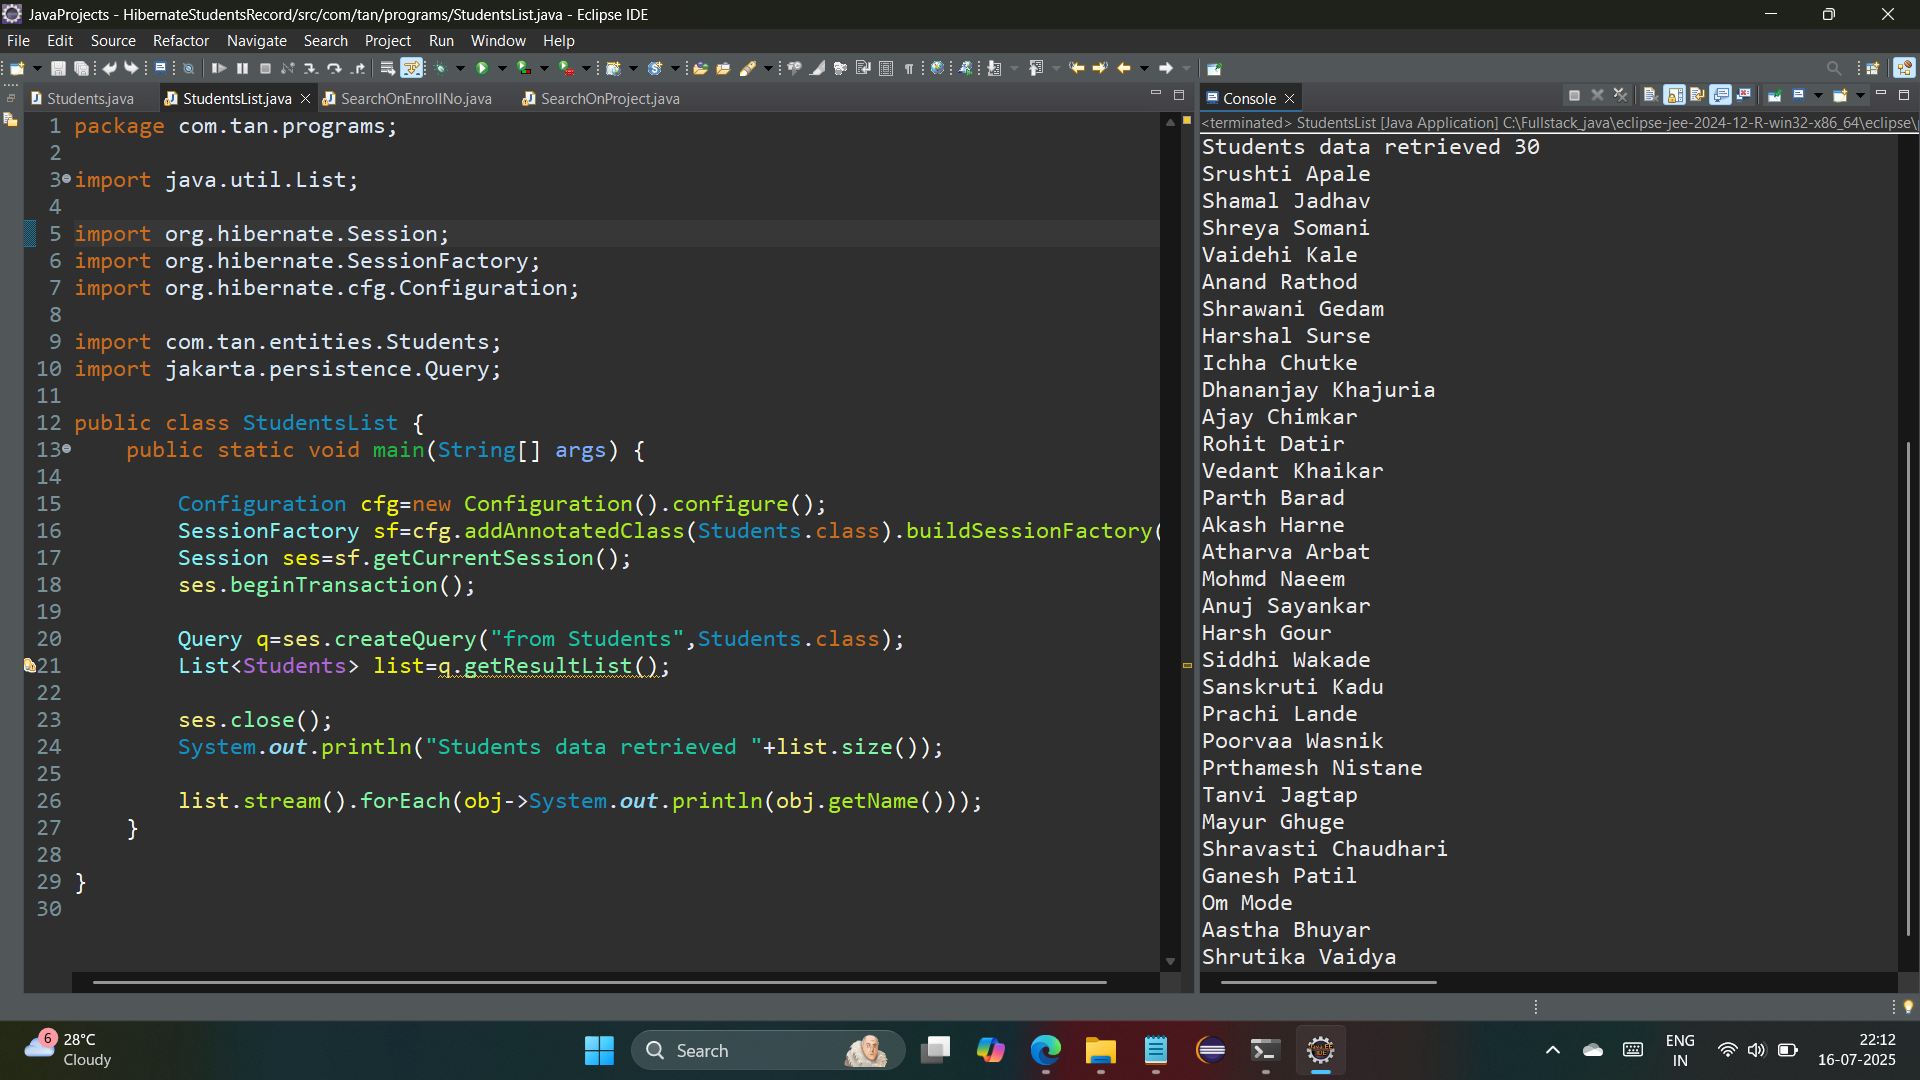 JavaProjects - HibernateStudentsRecord/src/com/tan/programs/StudentsList.java - Eclipse IDE
File Edit Source Refactor Navigate Search Project Run Window Help
Students.java StudentsList.java SearchOnEnrollNo.java SearchOnProject.java
1 package com.tan.programs;
2
3 import java.util.List;
4
5 import org.hibernate.Session;
6 import org.hibernate.SessionFactory;
7 import org.hibernate.cfg.Configuration;
8
9 import com.tan.entities.Students;
10 import jakarta.persistence.Query;
11
12 public class StudentsList {
13 public static void main(String[] args) {
14
15 Configuration cfg=new Configuration().configure();
16 SessionFactory sf=cfg.addAnnotatedClass(Students.class).buildSessionFactory(
17 Session ses=sf.getCurrentSession();
18 ses.beginTransaction();
19
20 Query q=ses.createQuery("from Students",Students.class);
21 List<Students> list=q.getResultList();
22
23 ses.close();
24 System.out.println("Students data retrieved "+list.size());
25
26 list.stream().forEach(obj->System.out.println(obj.getName()));
27 }
28
29 }
30
Console
<terminated> StudentsList [Java Application] C:\Fullstack_java\eclipse-jee-2024-12-R-win32-x86_64\eclipse\
Students data retrieved 30
Srushti Apale
Shamal Jadhav
Shreya Somani
Vaidehi Kale
Anand Rathod
Shrawani Gedam
Harshal Surse
Ichha Chutke
Dhananjay Khajuria
Ajay Chimkar
Rohit Datir
Vedant Khaikar
Parth Barad
Akash Harne
Atharva Arbat
Mohmd Naeem
Anuj Sayankar
Harsh Gour
Siddhi Wakade
Sanskruti Kadu
Prachi Lande
Poorvaa Wasnik
Prthamesh Nistane
Tanvi Jagtap
Mayur Ghuge
Shravasti Chaudhari
Ganesh Patil
Om Mode
Aastha Bhuyar
Shrutika Vaidya
6
28°C
Cloudy
Search
ENG
IN
22:12
16-07-2025